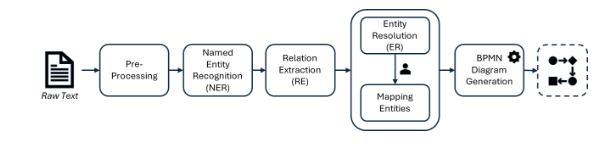 Raw Text
Pre-
Processing
Named
Entity
Recognition
(NER)
Relation
Extraction
(RE)
Entity
Resolution
(ER)
Mapping
Entities
BPMN
Diagram
Generation